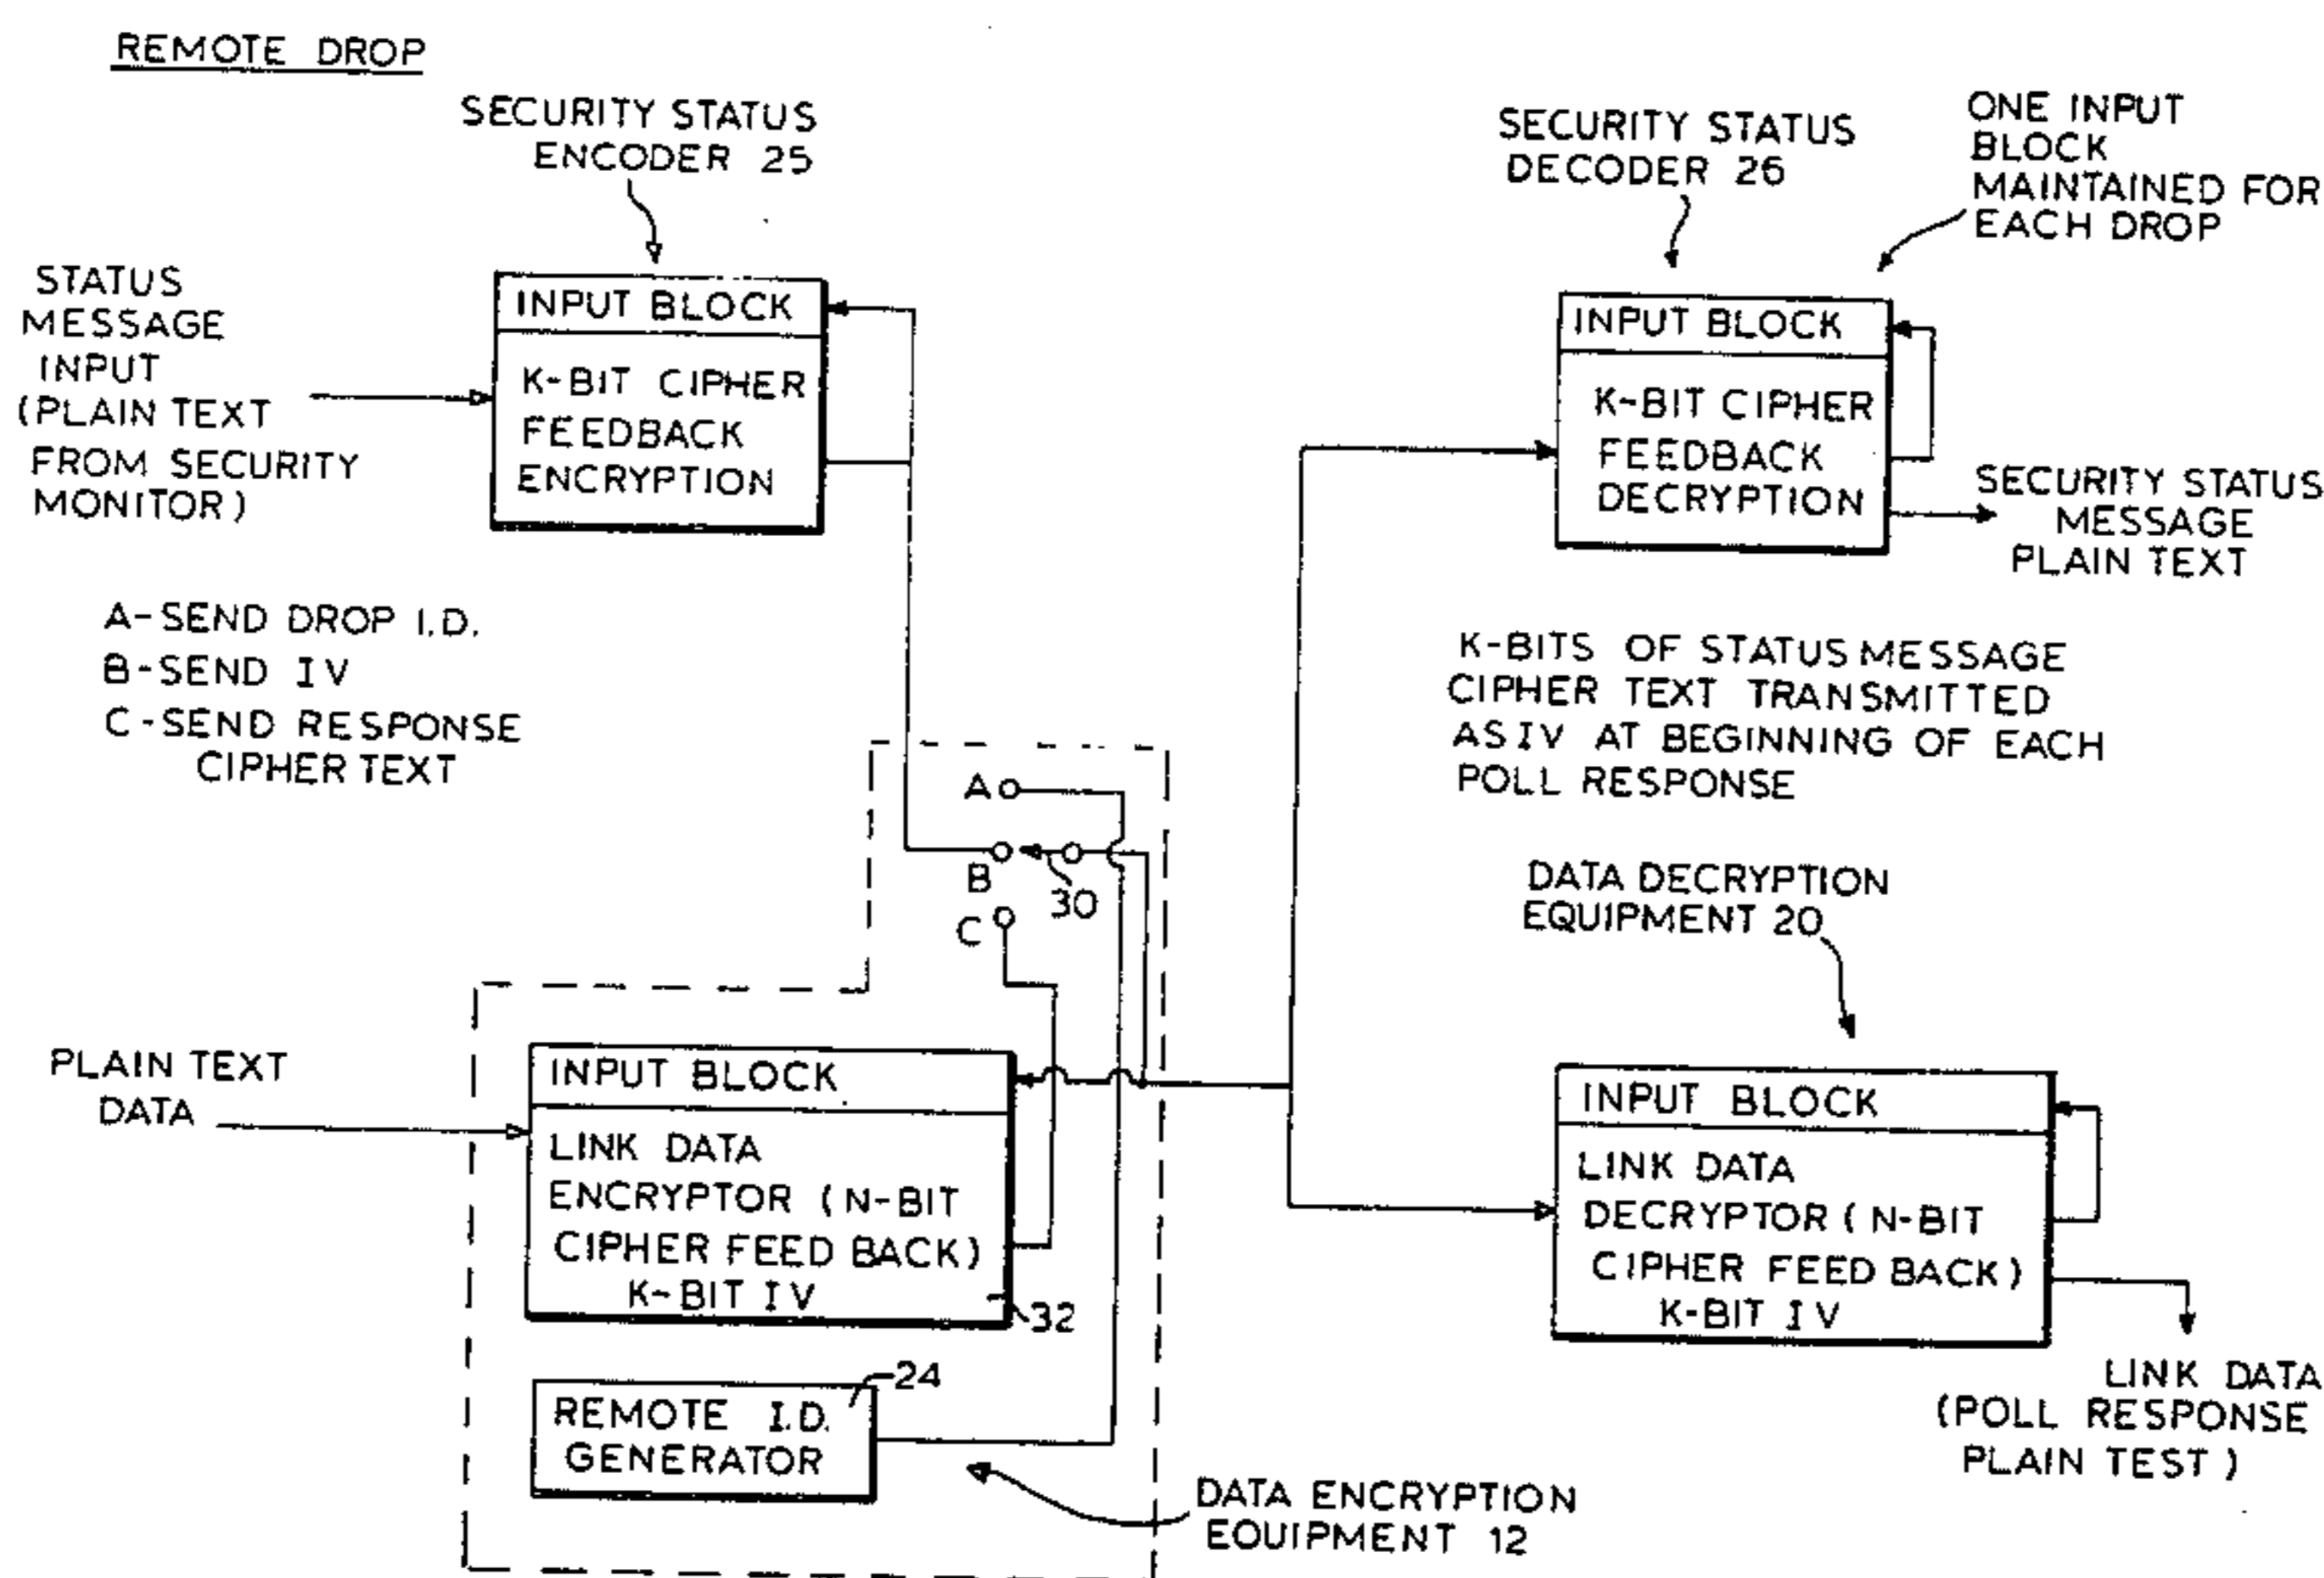 REMOTE DROP
SECURITY STATUS
ENCODER 25
SECURITY STATUS
DECODER 26
ONE INPUT
BLOCK
MAINTAINED FOR
EACH DROP
STATUS
MESSAGE
INPUT
(PLAIN TEXT
FROM SECURITY
MONITOR)
INPUT BLOCK
K-BIT CIPHER
FEEDBACK
ENCRYPTION
INPUT BLOCK
K-BIT CIPHER
FEEDBACK
DECRYPTION
SECURITY STATUS
MESSAGE
PLAIN TEXT
A-SEND DROP I.D.
B-SEND IV
C-SEND RESPONSE
CIPHER TEXT
K-BITS OF STATUS MESSAGE
CIPHER TEXT TRANSMITTED
AS IV AT BEGINNING OF EACH
POLL RESPONSE
A
B
30
C
DATA DECRYPTION
EQUIPMENT 20
PLAIN TEXT
DATA
INPUT BLOCK
LINK DATA
ENCRYPTOR (N-BIT
CIPHER FEED BACK)
K-BIT IV
32
INPUT BLOCK
LINK DATA
DECRYPTOR (N-BIT
CIPHER FEED BACK)
K-BIT IV
24
REMOTE I.D.
GENERATOR
LINK DATA
(POLL RESPONSE
PLAIN TEST)
DATA ENCRYPTION
EQUIPMENT 12